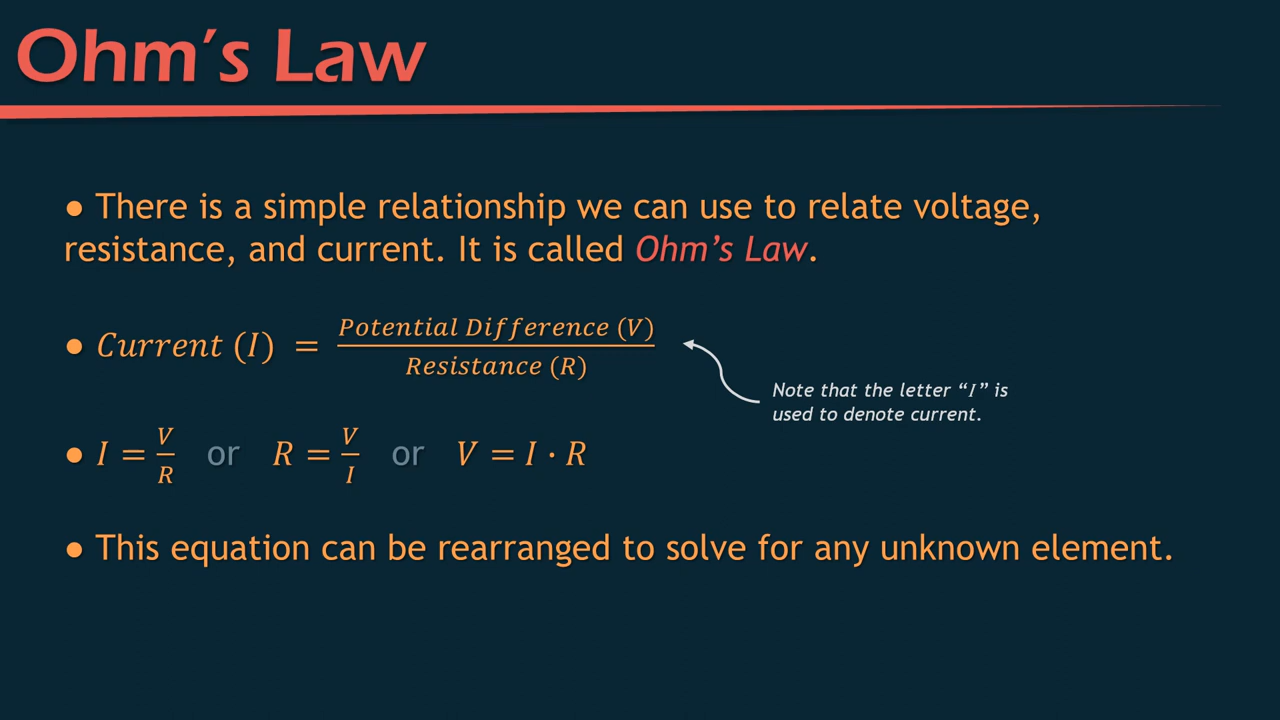 Ohm’s Law
● There is a simple relationship we can use to relate voltage,
resistance, and current. It is called Ohm’s Law.
● Current (I) = Potential Difference (V) / Resistance (R)
Note that the letter “I” is
used to denote current.
● I = V/R or R = V/I or V = I · R
● This equation can be rearranged to solve for any unknown element.